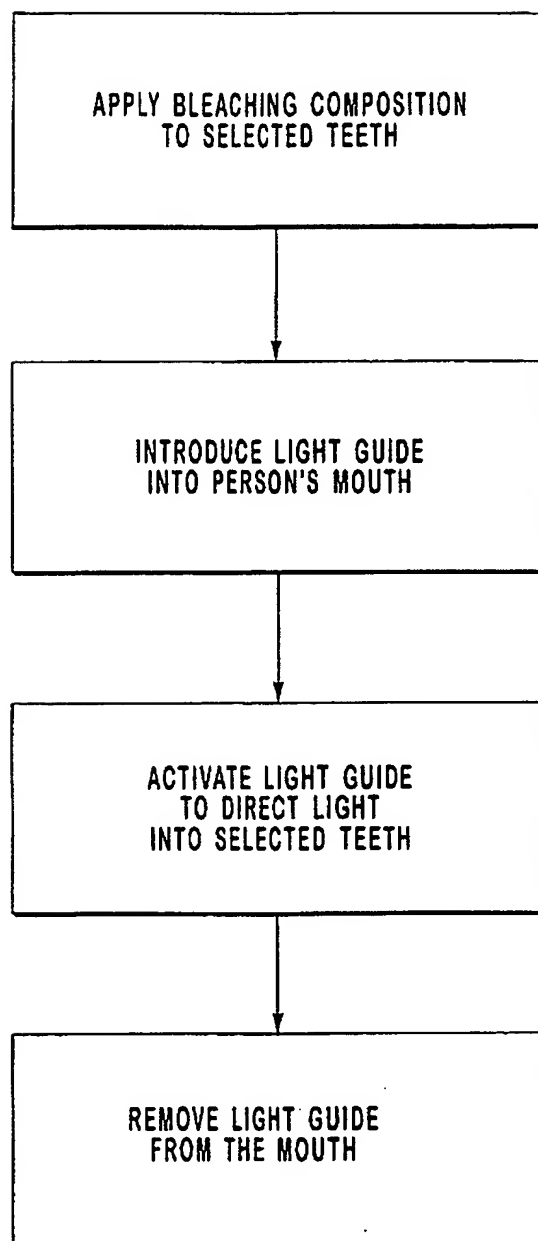 APPLY BLEACHING COMPOSITION
TO SELECTED TEETH
INTRODUCE LIGHT GUIDE
INTO PERSON'S MOUTH
ACTIVATE LIGHT GUIDE
TO DIRECT LIGHT
INTO SELECTED TEETH
REMOVE LIGHT GUIDE
FROM THE MOUTH